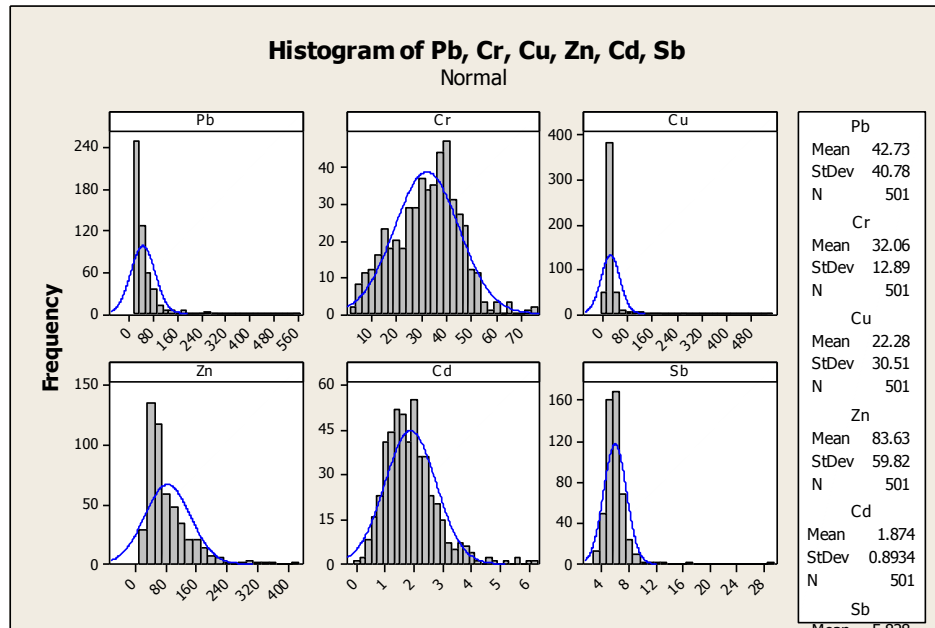 Histogram of Pb, Cr, Cu, Zn, Cd, Sb
Normal
Pb
Cr
Cu
240
180
120
60
0
0
80
160
240
320
400
480
560
40
30
20
10
0
10
20
30
40
50
60
70
400
300
200
100
0
0
80
160
240
320
400
480
Frequency
Zn
Cd
Sb
150
100
50
0
0
80
160
240
320
400
60
45
30
15
0
0
1
2
3
4
5
6
160
120
80
40
0
4
8
12
16
20
24
28
Pb
Mean 42.73
StDev 40.78
N 501
Cr
Mean 32.06
StDev 12.89
N 501
Cu
Mean 22.28
StDev 30.51
N 501
Zn
Mean 83.63
StDev 59.82
N 501
Cd
Mean 1.874
StDev 0.8934
N 501
Sb
Mean